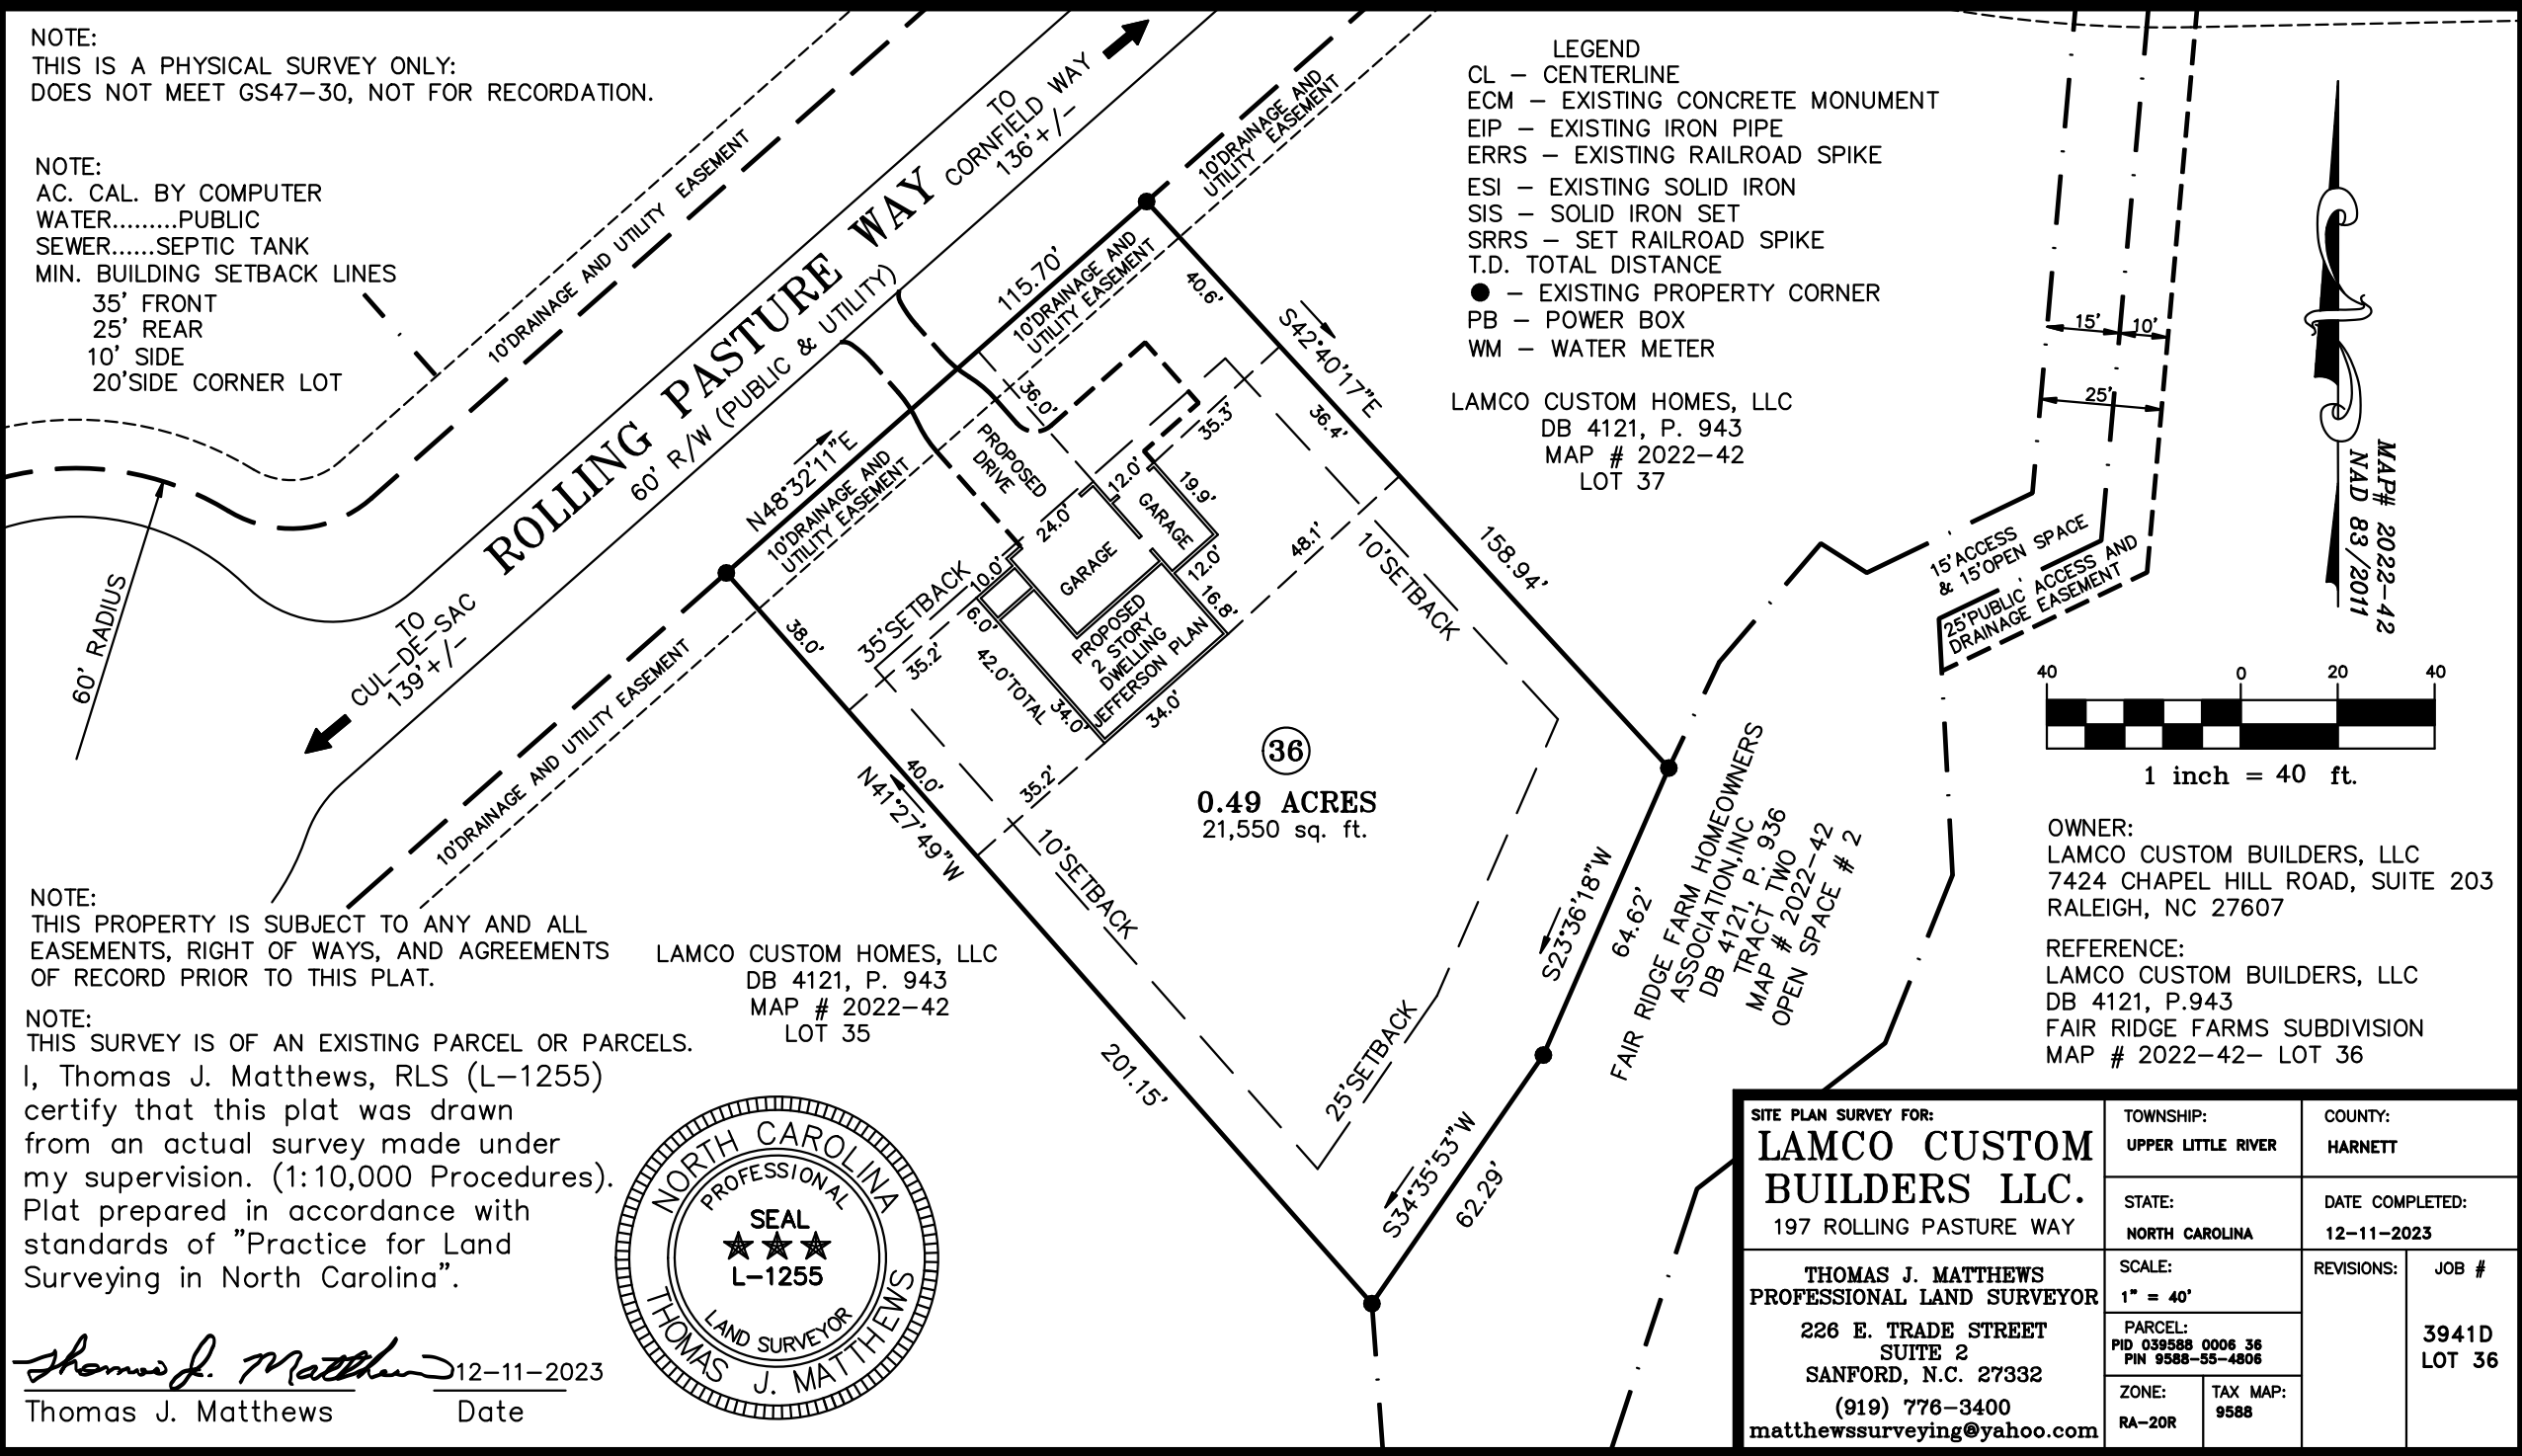 NOTE:
THIS IS A PHYSICAL SURVEY ONLY:
DOES NOT MEET GS47-30, NOT FOR RECORDATION.
NOTE:
AC. CAL. BY COMPUTER
WATER.........PUBLIC
SEWER......SEPTIC TANK
MIN. BUILDING SETBACK LINES
35' FRONT
25' REAR
10' SIDE
20'SIDE CORNER LOT
10'DRAINAGE AND UTILITY EASEMENT
ROLLING PASTURE WAY
60' R/W (PUBLIC & UTILITY)
TO
CORNFIELD WAY
136'+/-
10'DRAINAGE AND
UTILITY EASEMENT
115.70'
10'DRAINAGE AND
UTILITY EASEMENT
N48°32'11"E
10'DRAINAGE AND
UTILITY EASEMENT
60' RADIUS
TO
CUL-DE-SAC
139'+/-
10'DRAINAGE AND UTILITY EASEMENT
LEGEND
CL - CENTERLINE
ECM - EXISTING CONCRETE MONUMENT
EIP - EXISTING IRON PIPE
ERRS - EXISTING RAILROAD SPIKE
ESI - EXISTING SOLID IRON
SIS - SOLID IRON SET
SRRS - SET RAILROAD SPIKE
T.D. TOTAL DISTANCE
● - EXISTING PROPERTY CORNER
PB - POWER BOX
WM - WATER METER
LAMCO CUSTOM HOMES, LLC
DB 4121, P. 943
MAP # 2022-42
LOT 37
40.6'
S42°40'17"E
36.4'
158.94'
36.0'
35.3'
PROPOSED
DRIVE
12.0'
19.9'
GARAGE
24.0'
GARAGE
12.0'
16.8'
48.1'
10'SETBACK
35'SETBACK
10.0'
6.0'
38.0'
35.2'
42.0'TOTAL
34.0'
PROPOSED
2 STORY
DWELLING
JEFFERSON PLAN
34.0'
40.0'
N41°27'49"W
35.2'
10'SETBACK
36
0.49 ACRES
21,550 sq. ft.
201.15'
25'SETBACK
S23°36'18"W
64.62'
S34°35'53"W
62.29'
FAIR RIDGE FARM HOMEOWNERS
ASSOCIATION,INC
DB 4121, P. 936
TRACT TWO
MAP # 2022-42
OPEN SPACE # 2
15'
10'
25'
15'ACCESS
& 15'OPEN SPACE
25'PUBLIC ACCESS AND
DRAINAGE EASEMENT
MAP# 2022-42
NAD 83/2011
40 0 20 40
1 inch = 40 ft.
OWNER:
LAMCO CUSTOM BUILDERS, LLC
7424 CHAPEL HILL ROAD, SUITE 203
RALEIGH, NC 27607
REFERENCE:
LAMCO CUSTOM BUILDERS, LLC
DB 4121, P.943
FAIR RIDGE FARMS SUBDIVISION
MAP # 2022-42- LOT 36
NOTE:
THIS PROPERTY IS SUBJECT TO ANY AND ALL
EASEMENTS, RIGHT OF WAYS, AND AGREEMENTS
OF RECORD PRIOR TO THIS PLAT.
LAMCO CUSTOM HOMES, LLC
DB 4121, P. 943
MAP # 2022-42
LOT 35
NOTE:
THIS SURVEY IS OF AN EXISTING PARCEL OR PARCELS.
I, Thomas J. Matthews, RLS (L-1255)
certify that this plat was drawn
from an actual survey made under
my supervision. (1:10,000 Procedures).
Plat prepared in accordance with
standards of "Practice for Land
Surveying in North Carolina".
Thomas J. Matthews 12-11-2023
Thomas J. Matthews Date
NORTH CAROLINA
PROFESSIONAL
SEAL
L-1255
LAND SURVEYOR
THOMAS J. MATTHEWS
SITE PLAN SURVEY FOR:
LAMCO CUSTOM
BUILDERS LLC.
197 ROLLING PASTURE WAY
THOMAS J. MATTHEWS
PROFESSIONAL LAND SURVEYOR
226 E. TRADE STREET
SUITE 2
SANFORD, N.C. 27332
(919) 776-3400
matthewssurveying@yahoo.com
TOWNSHIP:
UPPER LITTLE RIVER
COUNTY:
HARNETT
STATE:
NORTH CAROLINA
DATE COMPLETED:
12-11-2023
SCALE:
1" = 40'
REVISIONS:
JOB #
3941D
LOT 36
PARCEL:
PID 039588 0006 36
PIN 9588-55-4806
ZONE:
RA-20R
TAX MAP:
9588